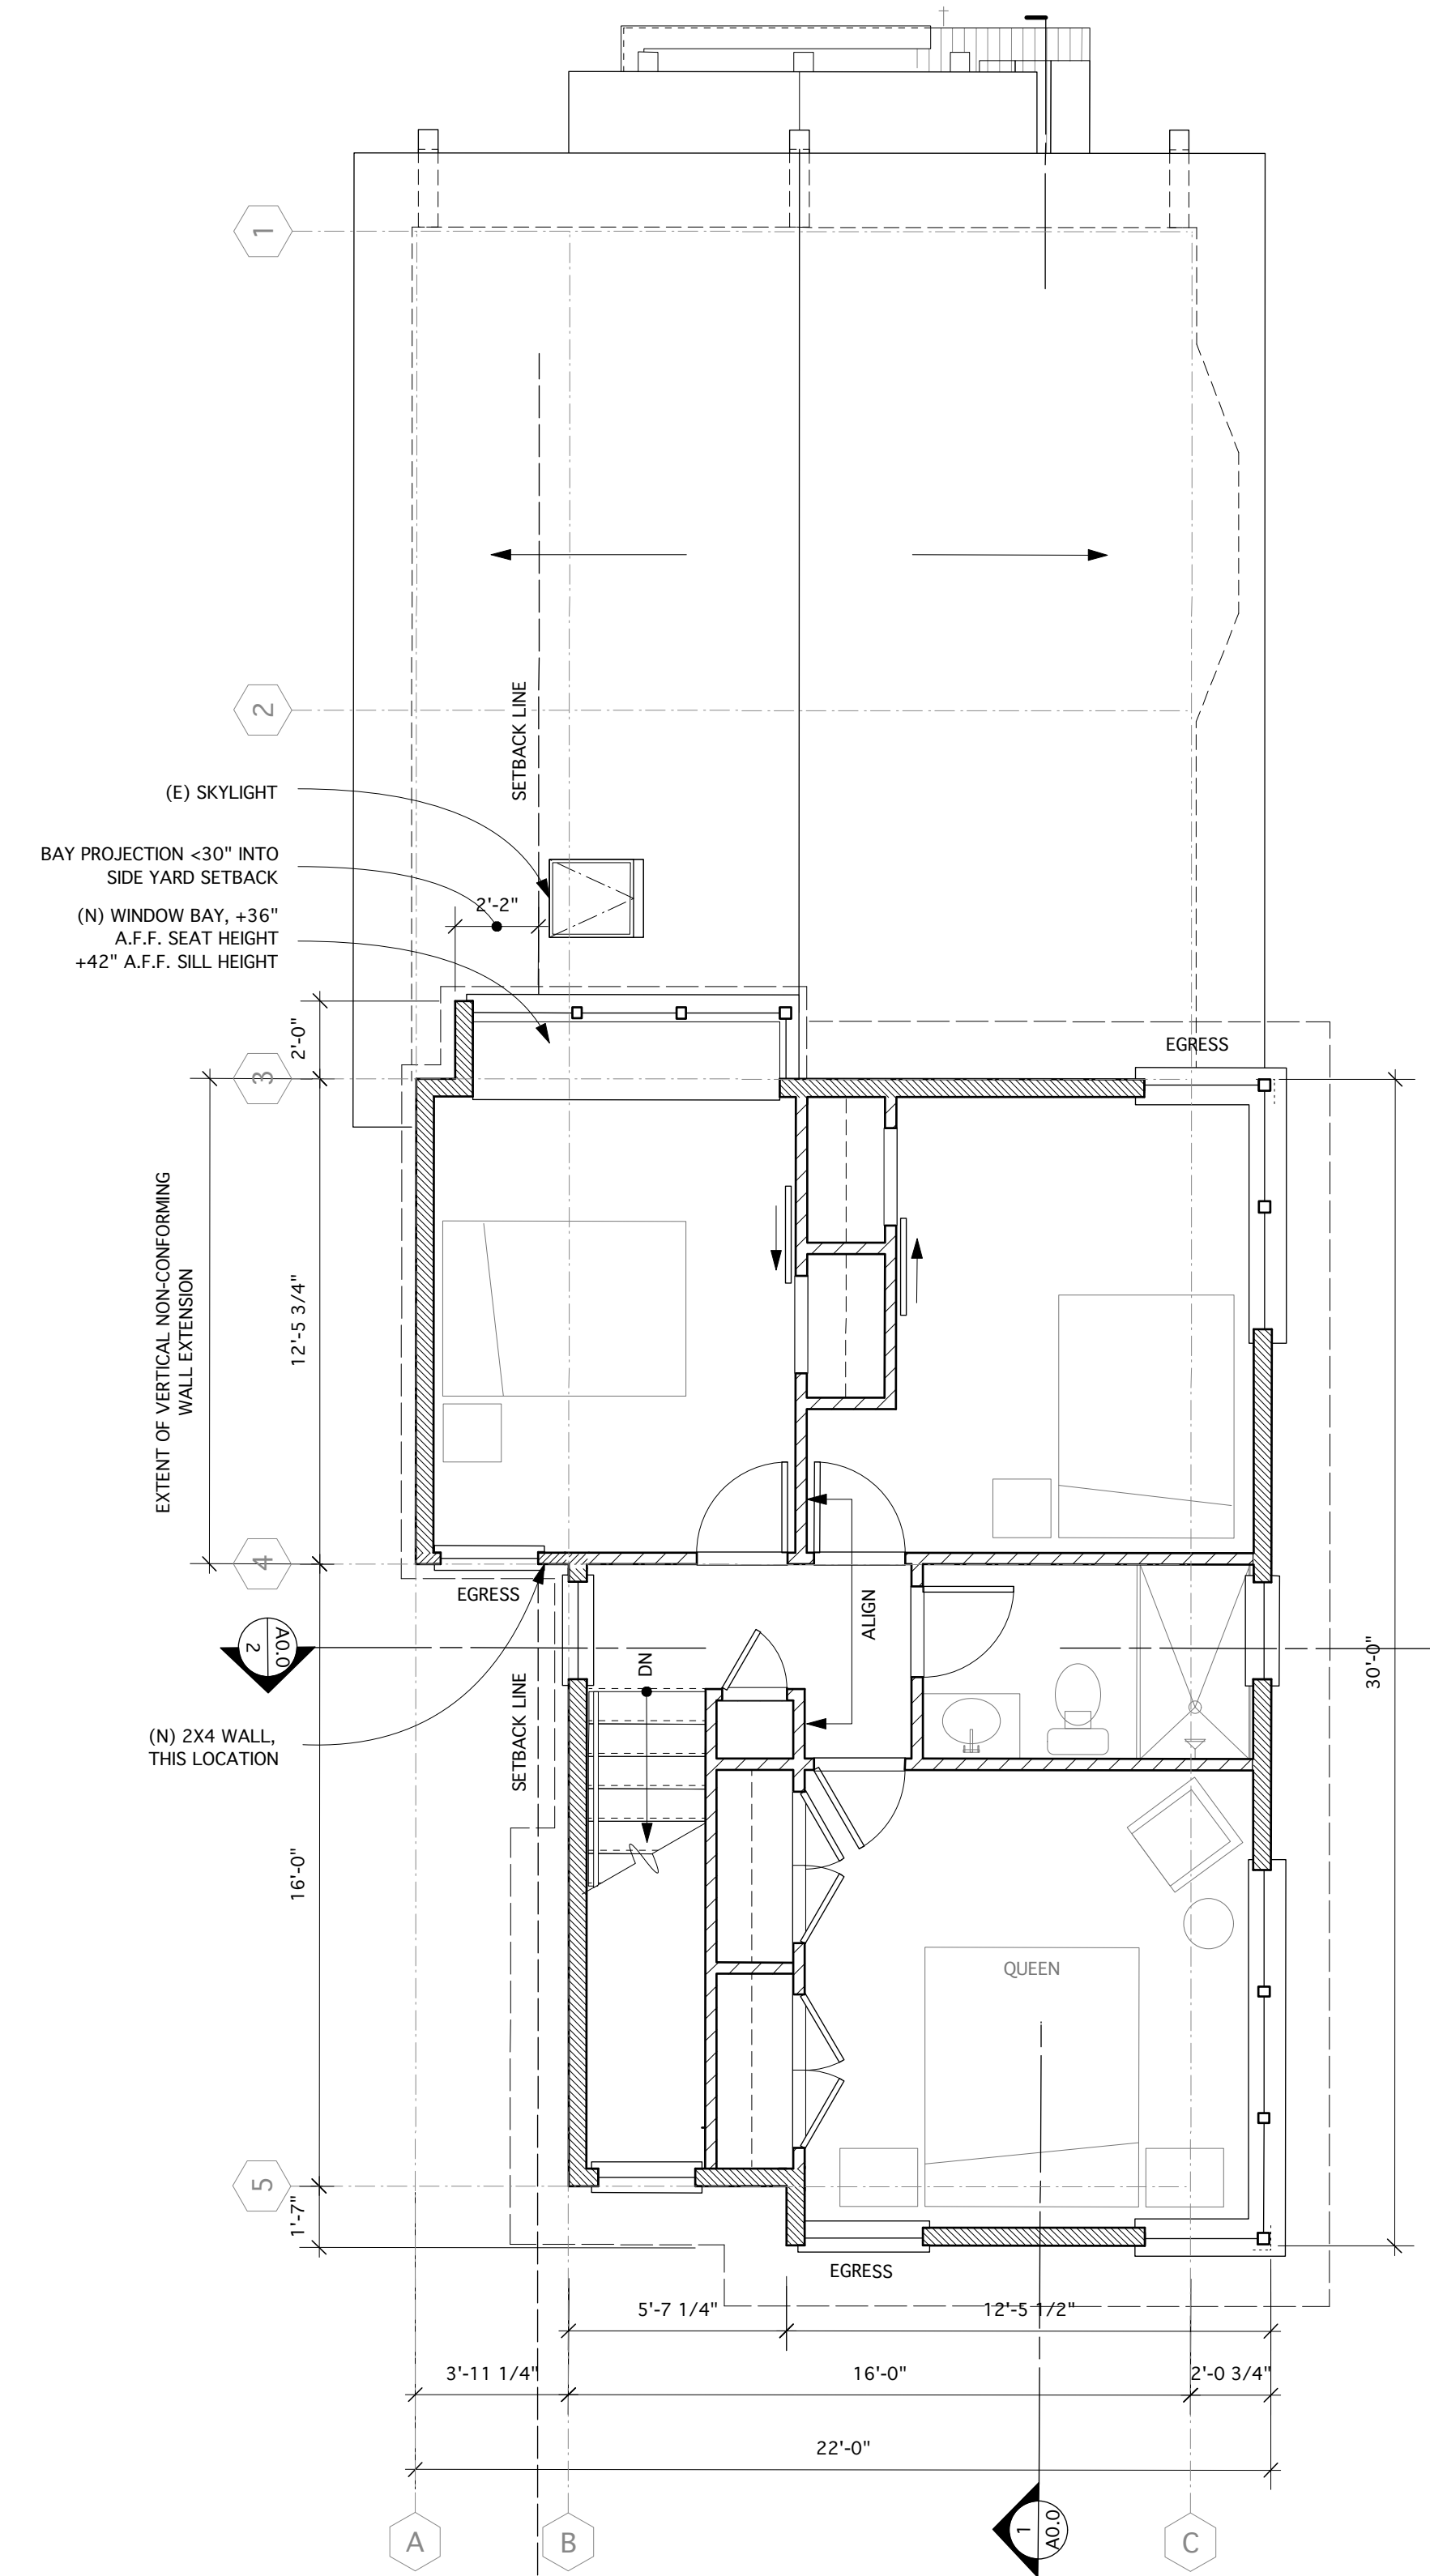 1
2
SETBACK LINE
(E) SKYLIGHT
BAY PROJECTION <30" INTO
SIDE YARD SETBACK
2'-2"
(N) WINDOW BAY, +36"
A.F.F. SEAT HEIGHT
+42" A.F.F. SILL HEIGHT
2'-0"
EGRESS
3
EXTENT OF VERTICAL NON-CONFORMING
WALL EXTENSION
12'-5 3/4"
4
EGRESS
ALIGN
A0.0
2
DN
30'-0"
(N) 2X4 WALL,
THIS LOCATION
SETBACK LINE
16'-0"
QUEEN
5
1'-7"
EGRESS
5'-7 1/4"
12'-5 1/2"
3'-11 1/4"
16'-0"
2'-0 3/4"
22'-0"
A
B
1
A0.0
C